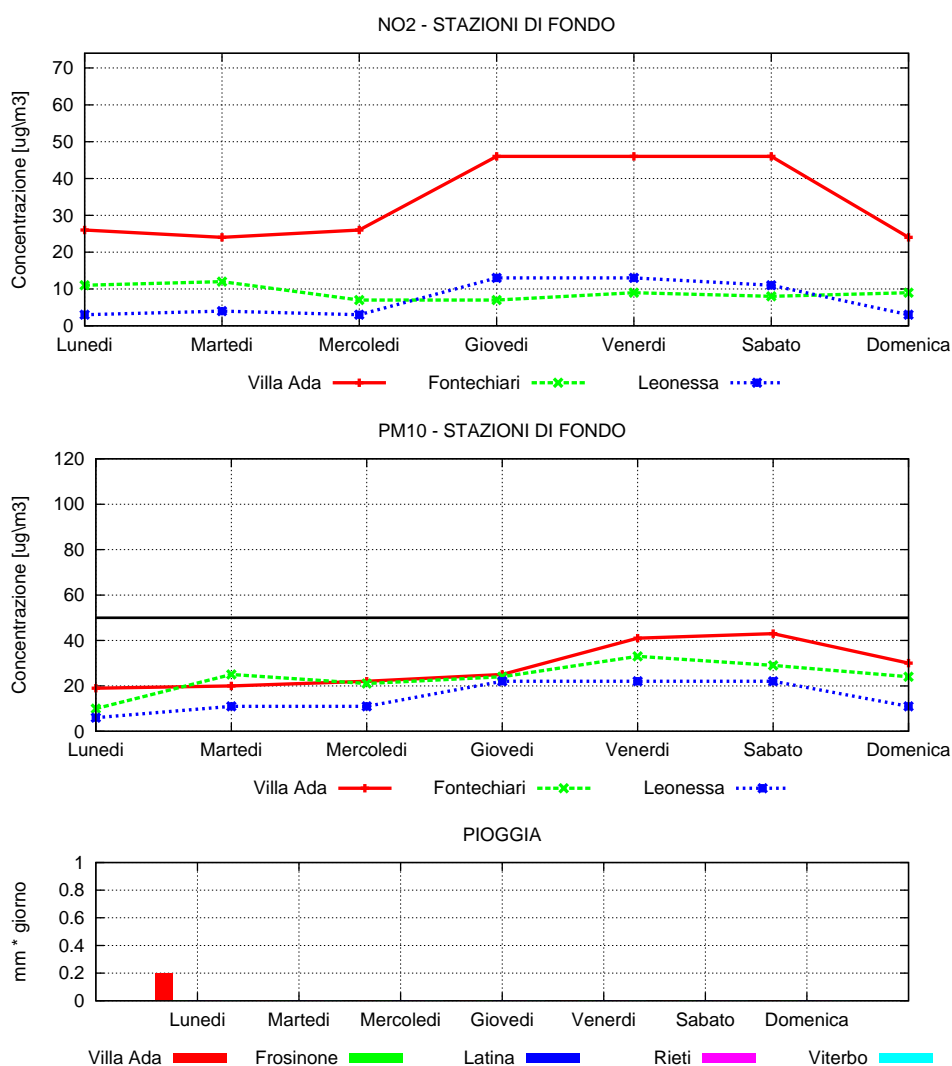 NO2 - STAZIONI DI FONDO
Concentrazione [ug\m3]
70
60
50
40
30
20
10
0
Lunedi Martedi Mercoledi Giovedi Venerdi Sabato Domenica
Villa Ada Fontechiari Leonessa
PM10 - STAZIONI DI FONDO
Concentrazione [ug\m3]
120
100
80
60
40
20
0
Lunedi Martedi Mercoledi Giovedi Venerdi Sabato Domenica
Villa Ada Fontechiari Leonessa
PIOGGIA
mm * giorno
1
0.8
0.6
0.4
0.2
0
Lunedi Martedi Mercoledi Giovedi Venerdi Sabato Domenica
Villa Ada Frosinone Latina Rieti Viterbo